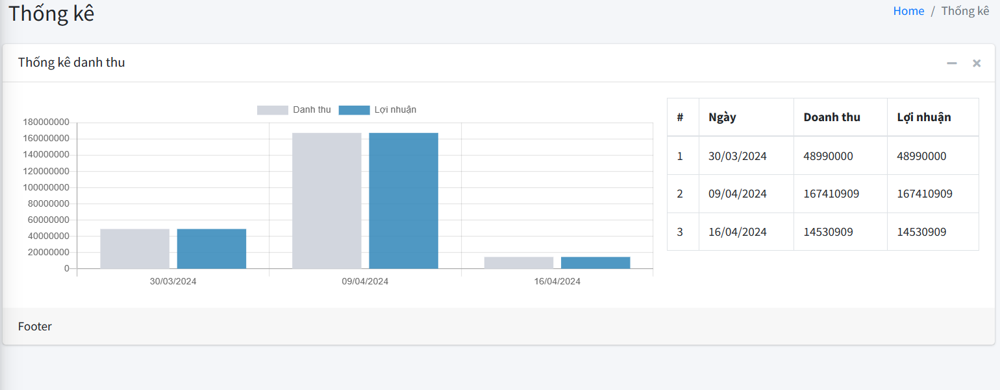 Thống kê
Home / Thống kê
Thống kê danh thu
Danh thu Lợi nhuận
180000000
160000000
140000000
120000000
100000000
80000000
60000000
40000000
20000000
0
30/03/2024 09/04/2024 16/04/2024
# Ngày Doanh thu Lợi nhuận
1 30/03/2024 48990000 48990000
2 09/04/2024 167410909 167410909
3 16/04/2024 14530909 14530909
Footer